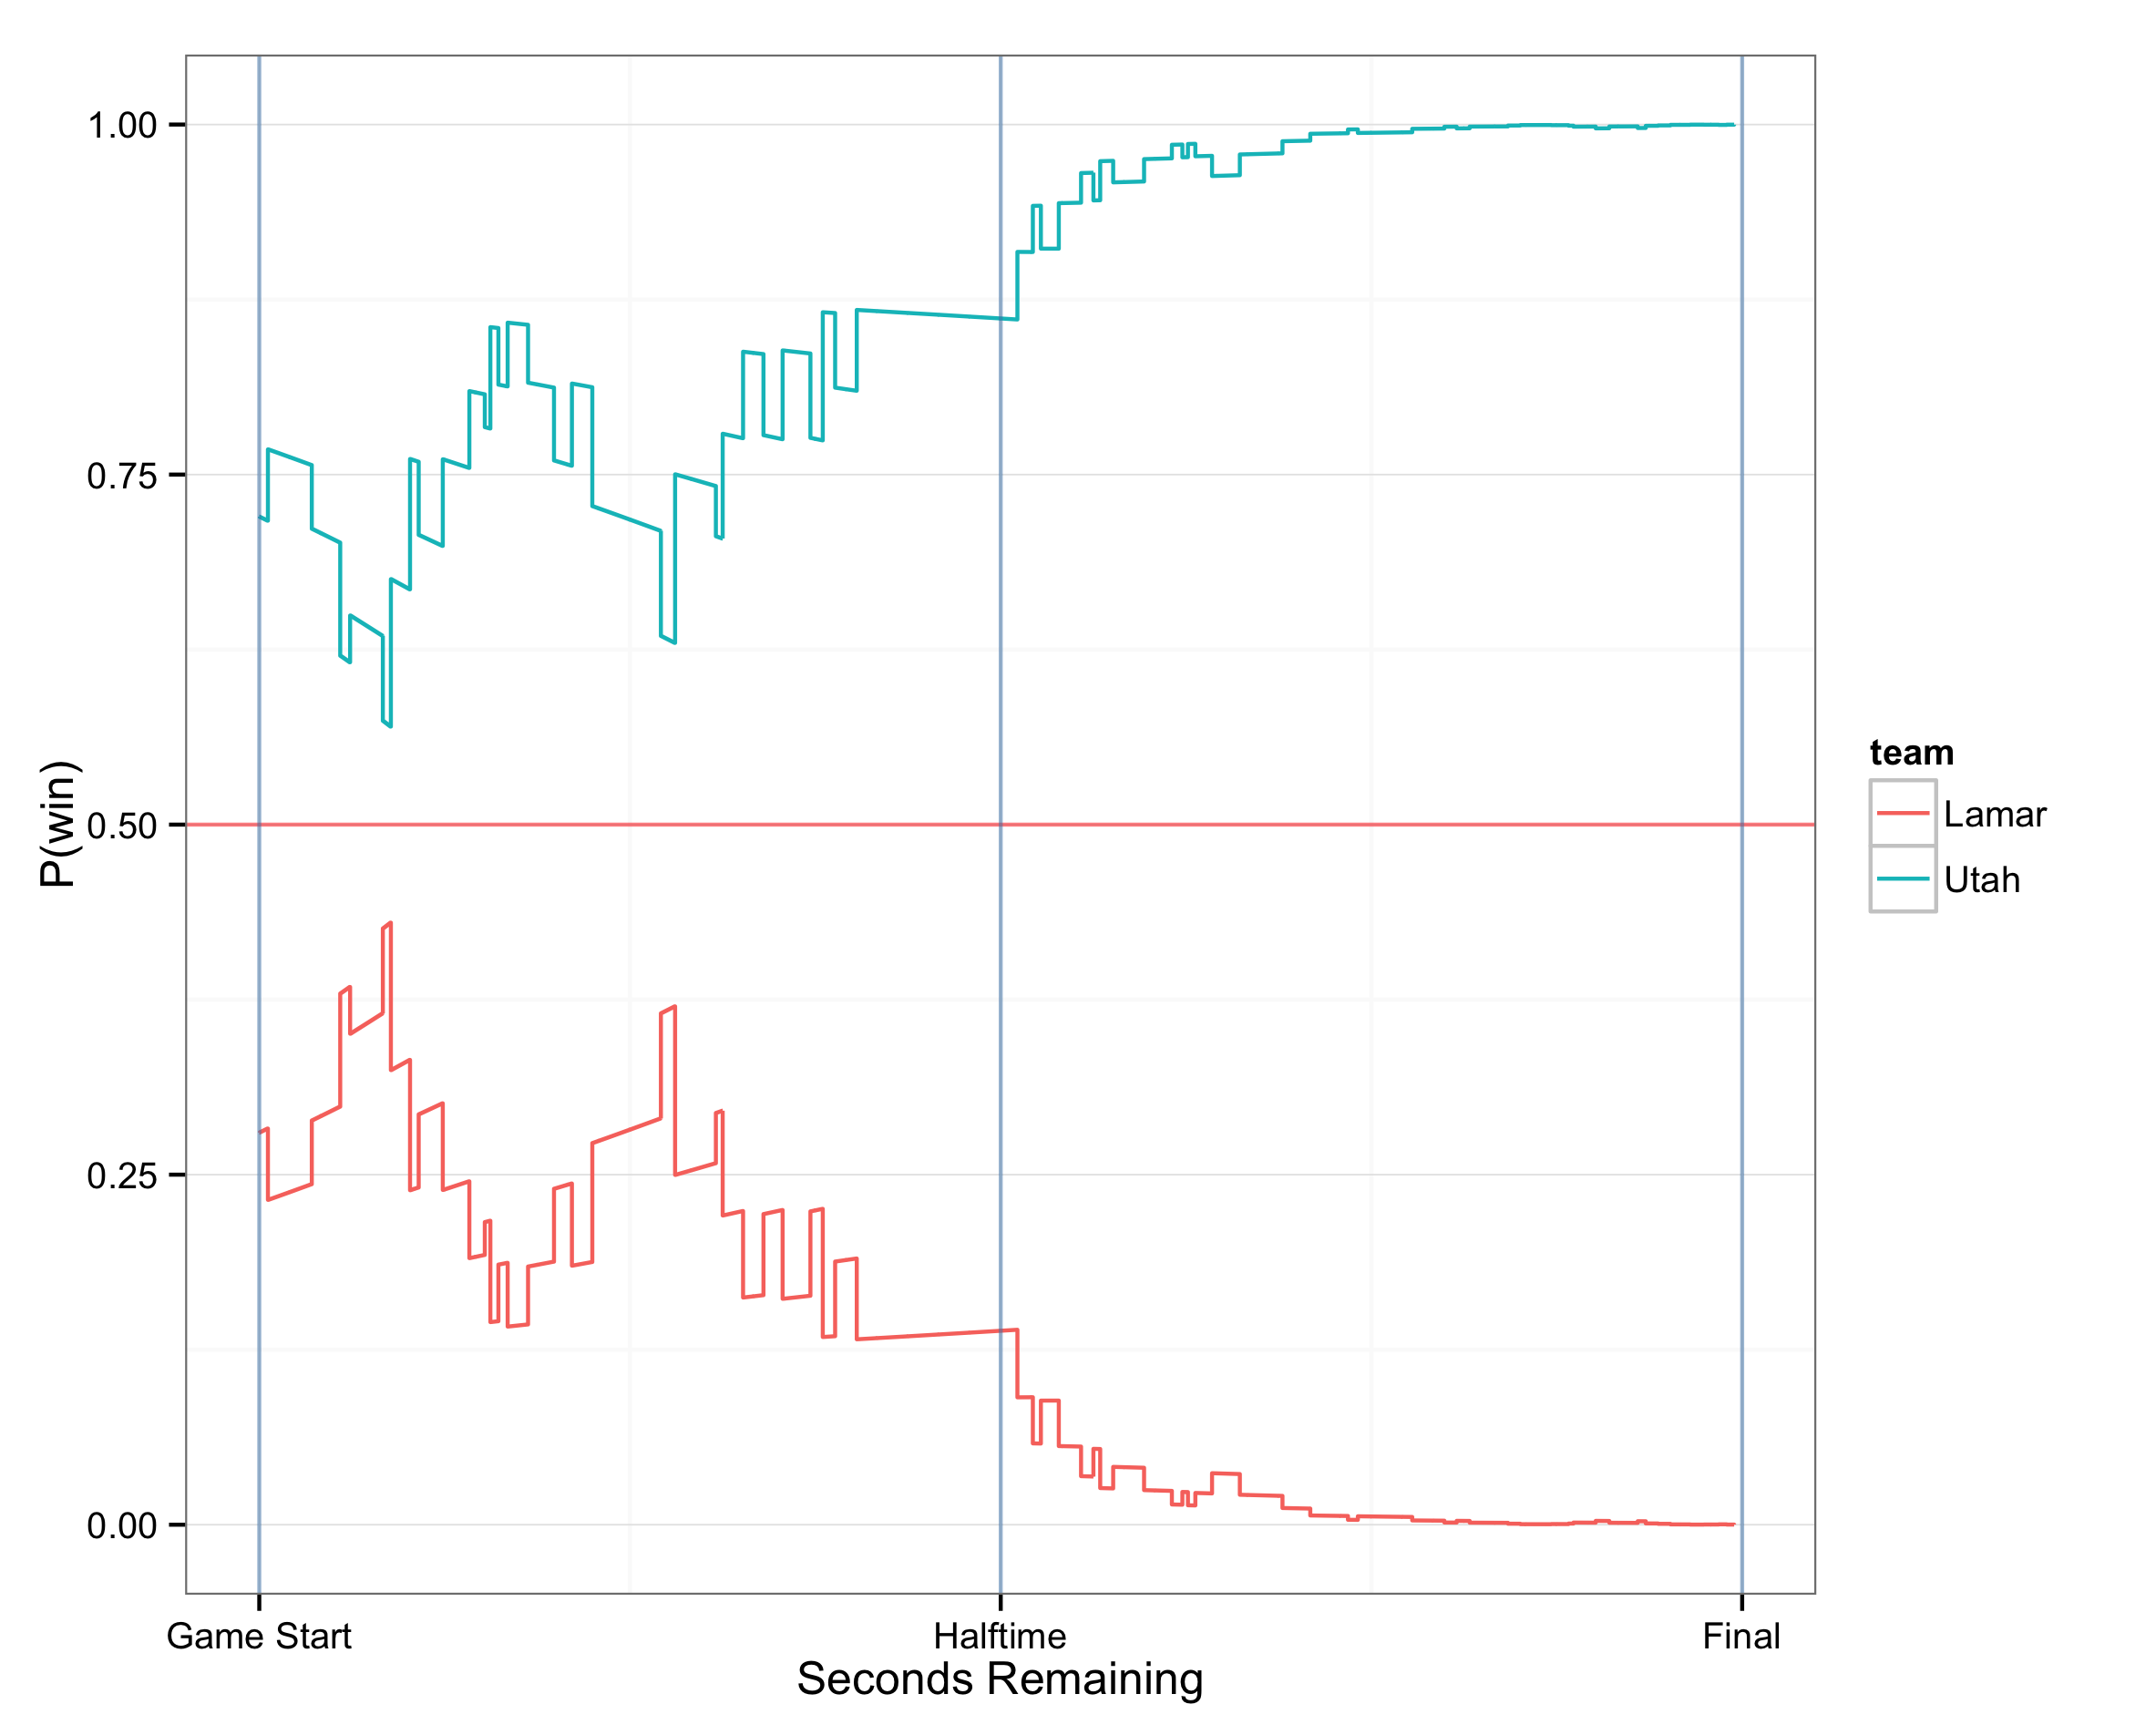 P(win)
1.00
0.75
0.50
0.25
0.00
Game Start
Halftime
Final
Seconds Remaining
team
Lamar
Utah